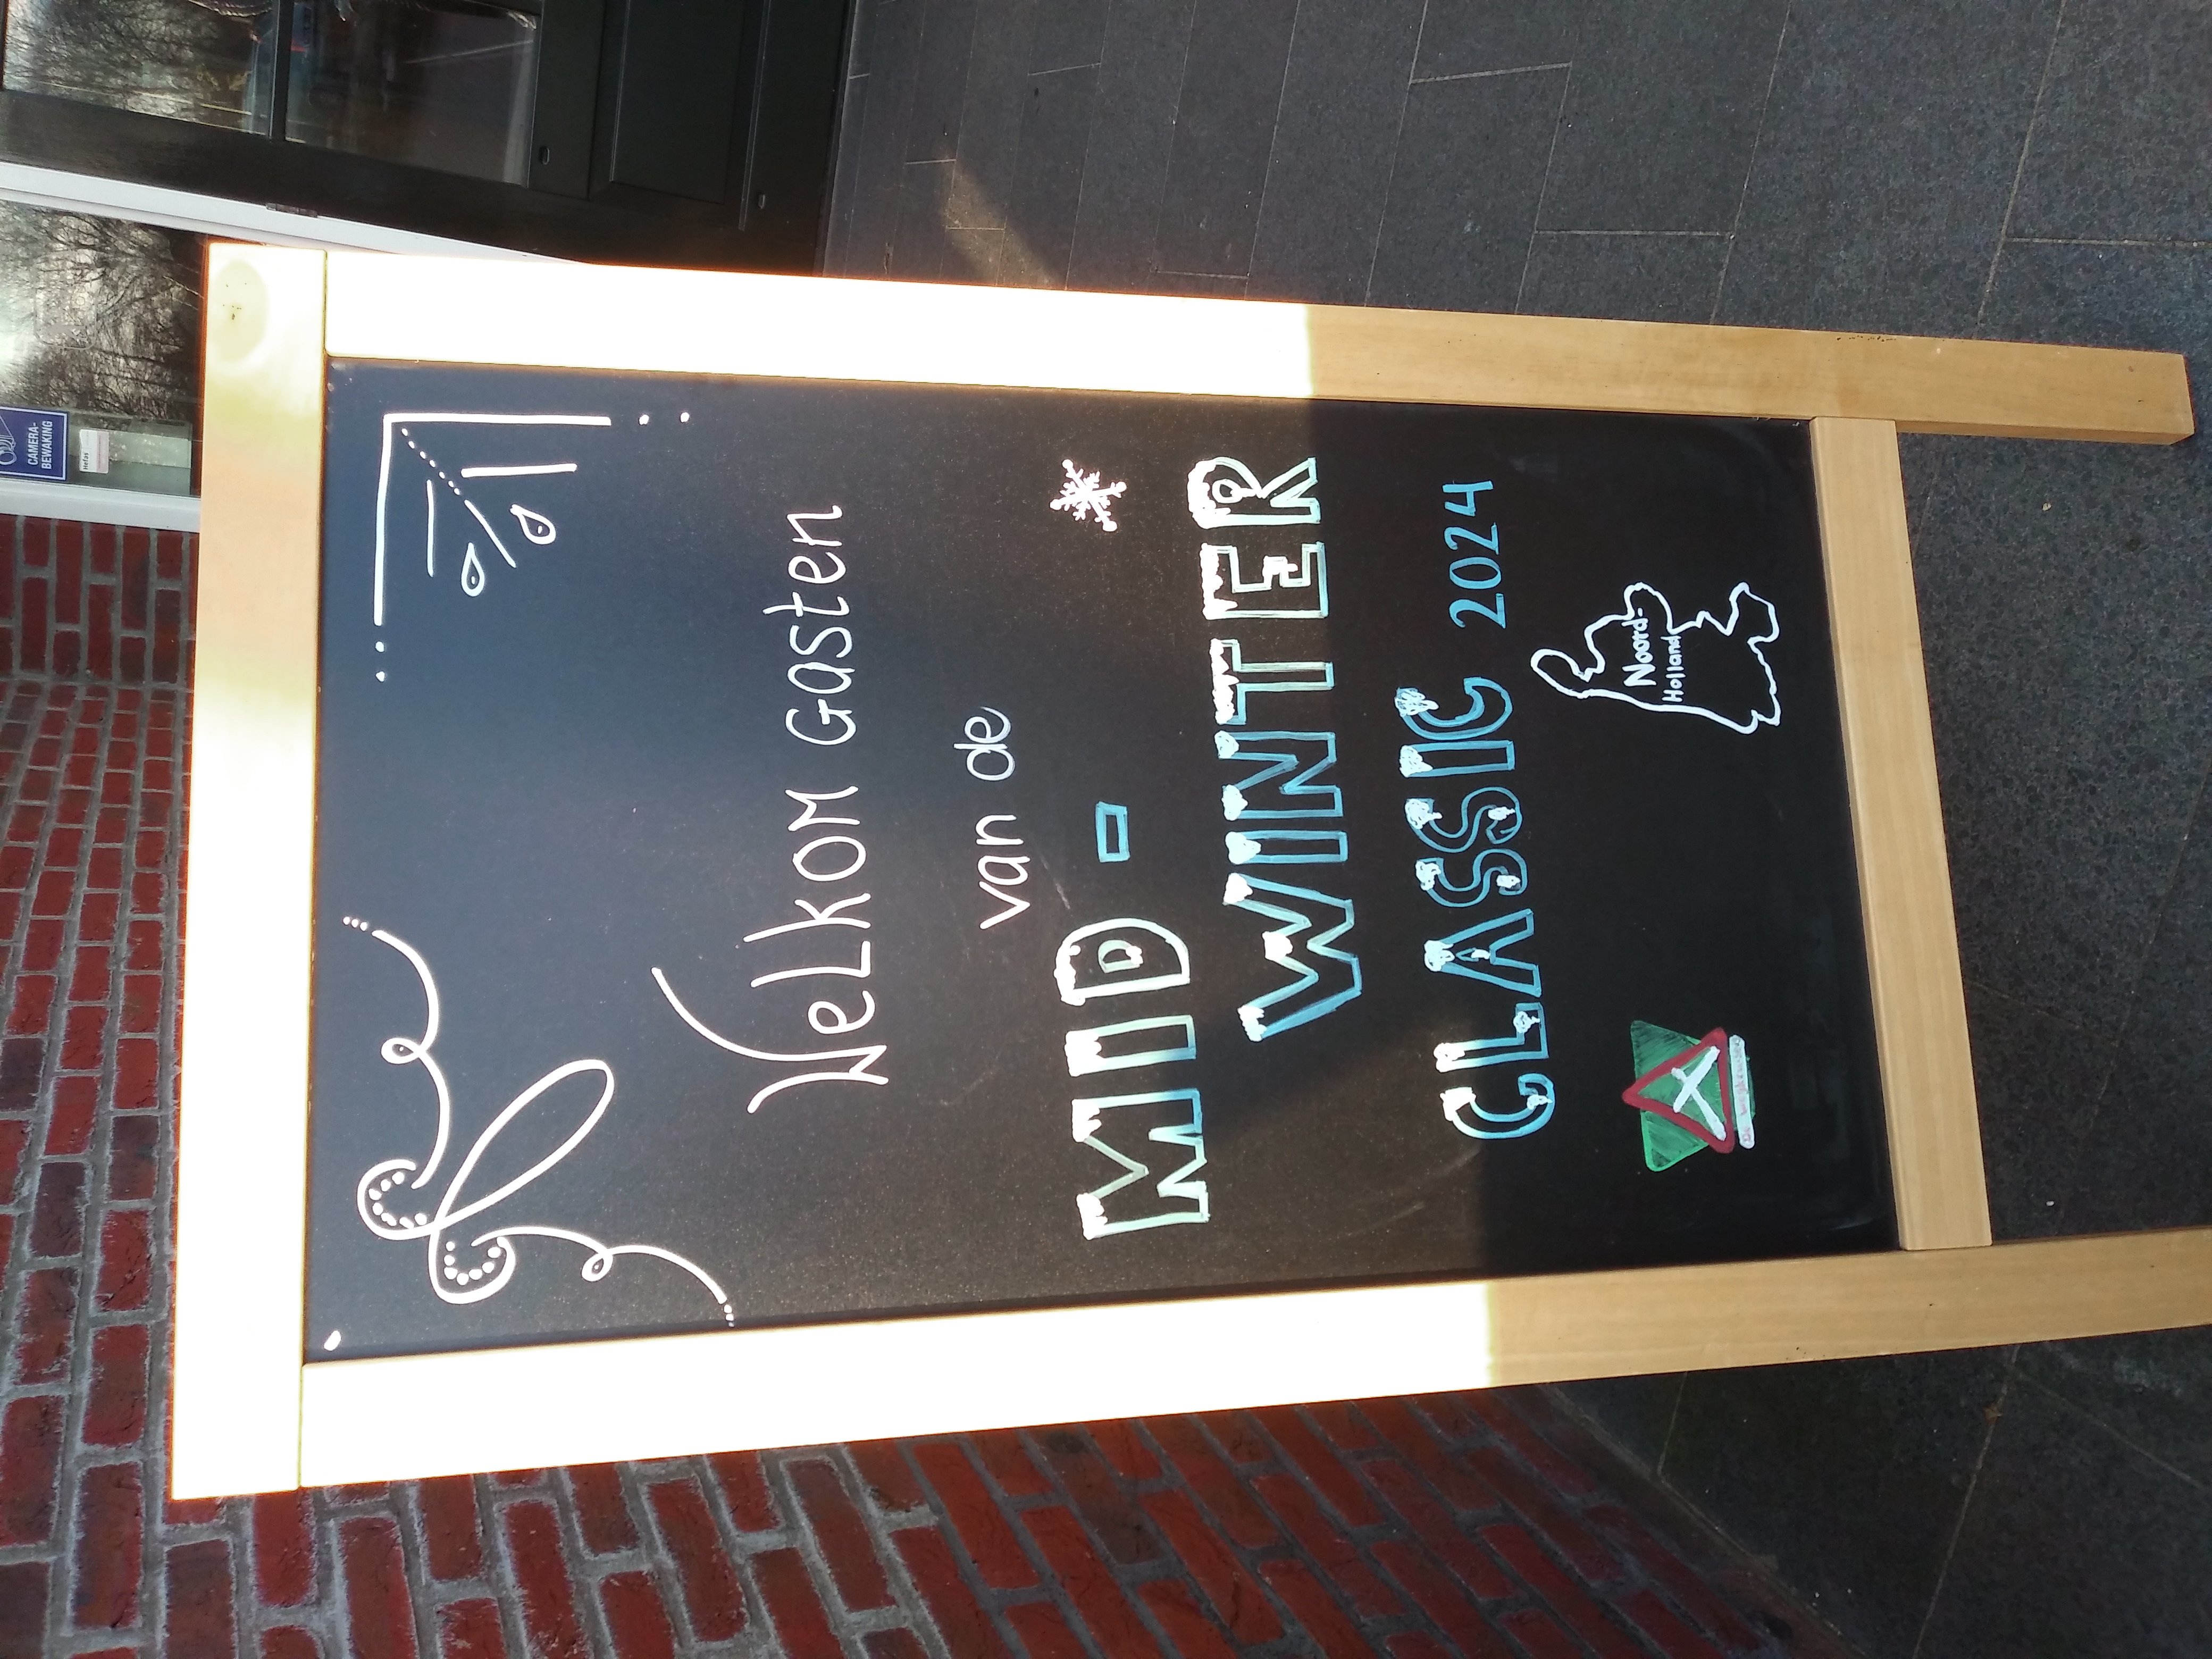 CAMERA-
BEWAKING
Welkom Gasten
van de
MID-
WINTER
CLASSIC 2024
Noord-
Holland